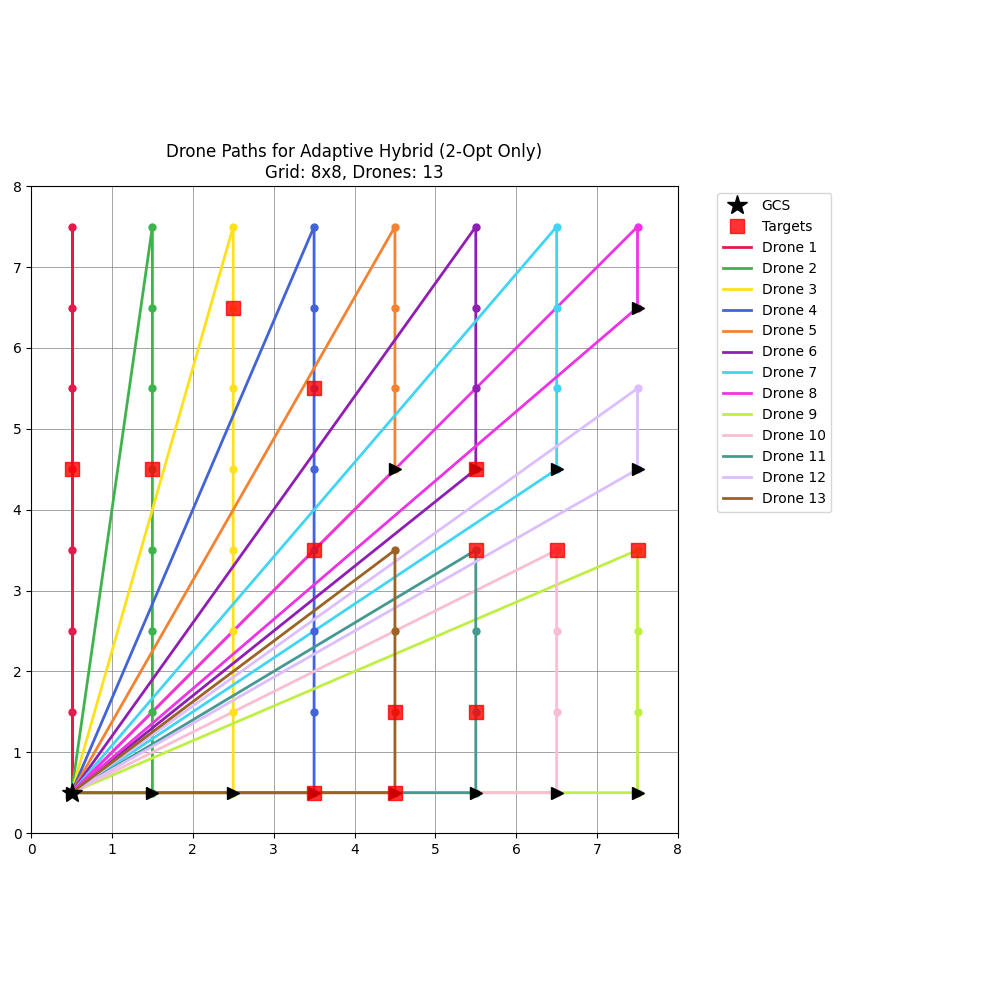 Drone Paths for Adaptive Hybrid (2-Opt Only)
Grid: 8x8, Drones: 13
8
7
6
5
4
3
2
1
0
0 1 2 3 4 5 6 7 8
GCS
Targets
Drone 1
Drone 2
Drone 3
Drone 4
Drone 5
Drone 6
Drone 7
Drone 8
Drone 9
Drone 10
Drone 11
Drone 12
Drone 13